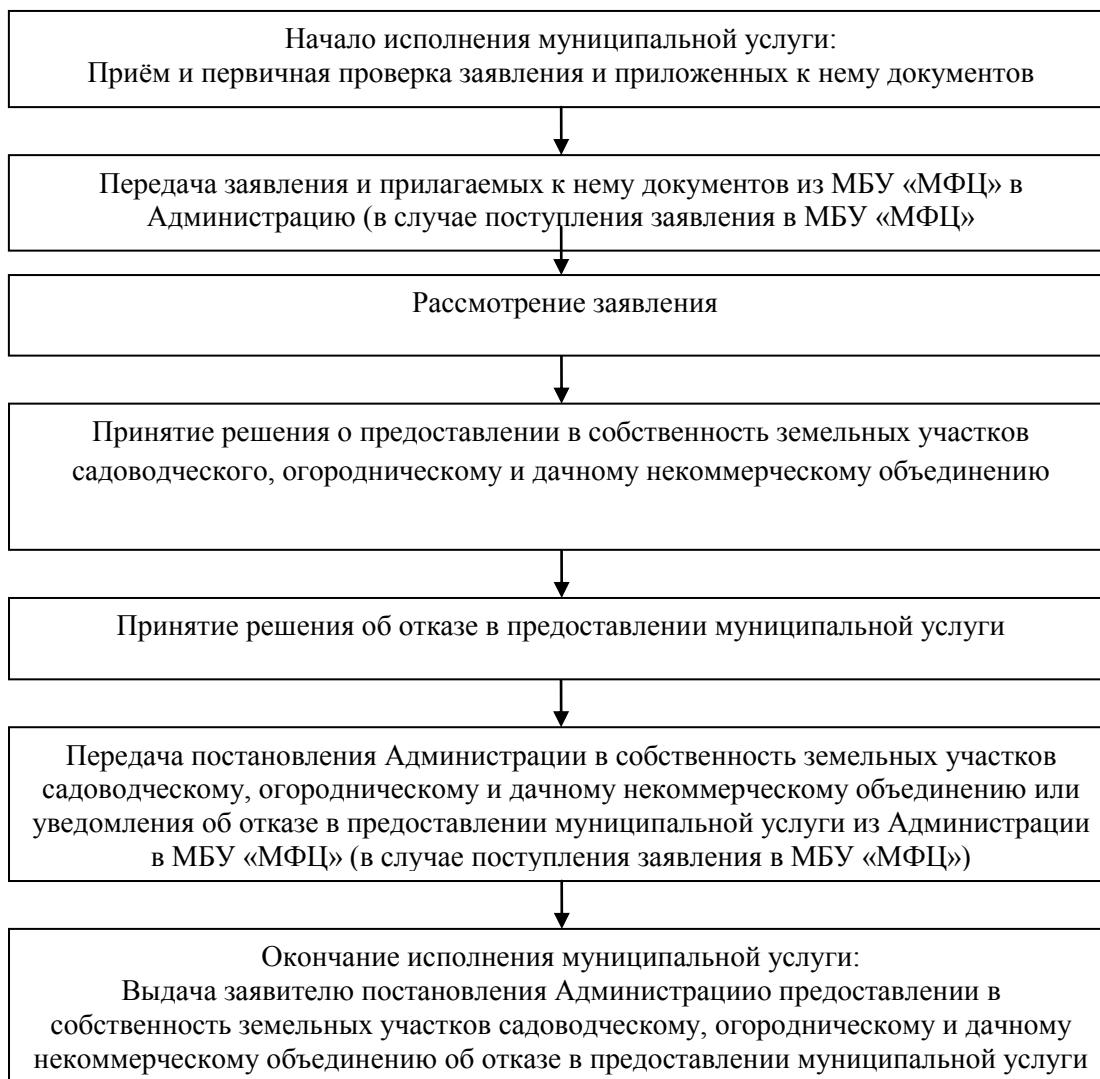 Начало исполнения муниципальной услуги:
Приём и первичная проверка заявления и приложенных к нему документов
Передача заявления и прилагаемых к нему документов из МБУ «МФЦ» в
Администрацию (в случае поступления заявления в МБУ «МФЦ»
Рассмотрение заявления
Принятие решения о предоставлении в собственность земельных участков
садоводческого, огородническому и дачному некоммерческому объединению
Принятие решения об отказе в предоставлении муниципальной услуги
Передача постановления Администрации в собственность земельных участков
садоводческому, огородническому и дачному некоммерческому объединению или
уведомления об отказе в предоставлении муниципальной услуги из Администрации
в МБУ «МФЦ» (в случае поступления заявления в МБУ «МФЦ»)
Окончание исполнения муниципальной услуги:
Выдача заявителю постановления Администрациио предоставлении в
собственность земельных участков садоводческому, огородническому и дачному
некоммерческому объединению об отказе в предоставлении муниципальной услуги